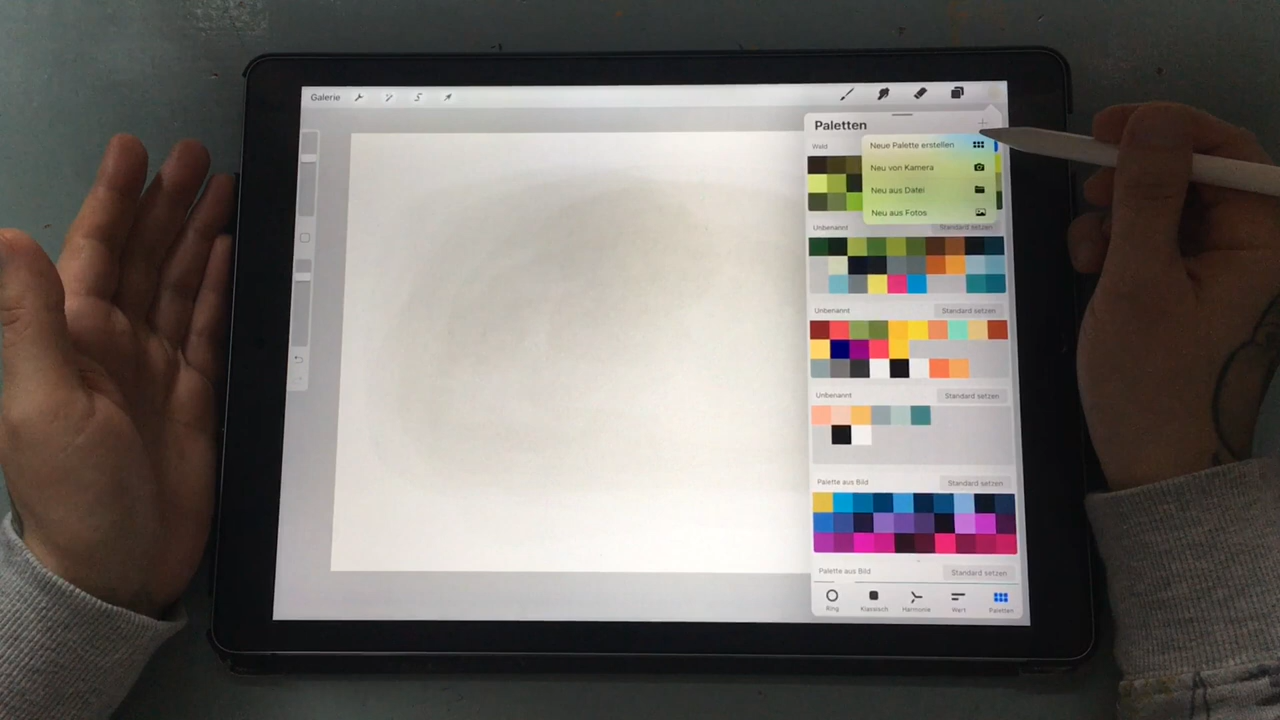 Galerie
Paletten
Wald
Neue Palette erstellen
Neu von Kamera
Neu aus Datei
Neu aus Fotos
Unbenannt Standard setzen
Unbenannt Standard setzen
Unbenannt Standard setzen
Palette aus Bild Standard setzen
Palette aus Bild Standard setzen
Ring Klassisch Harmonie Wert Paletten